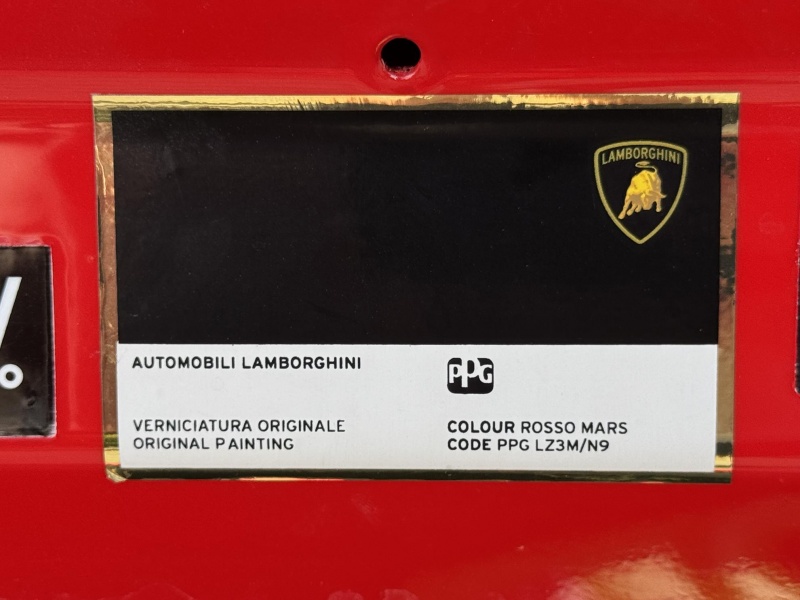 LAMBORGHINI
AUTOMOBILI LAMBORGHINI
PPG
VERNICIATURA ORIGINALE
ORIGINAL PAINTING
COLOUR ROSSO MARS
CODE PPG LZ3M/N9